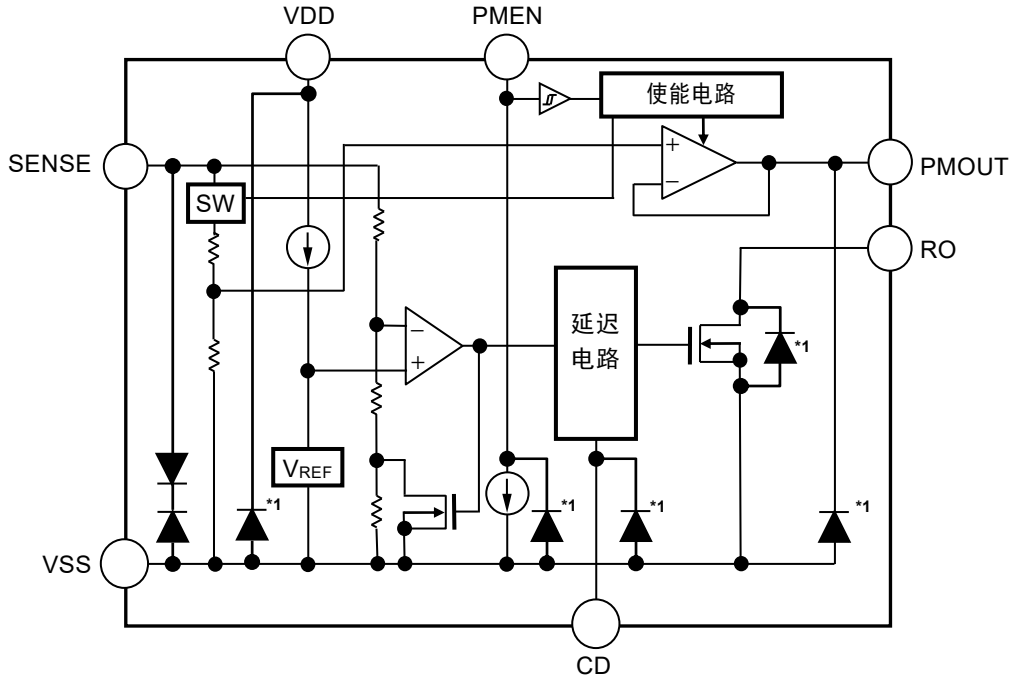 VDD
PMEN
使能电路
SENSE
+
−
PMOUT
SW
RO
延迟
电路
−
+
*1
VREF
*1
*1
*1
*1
VSS
CD